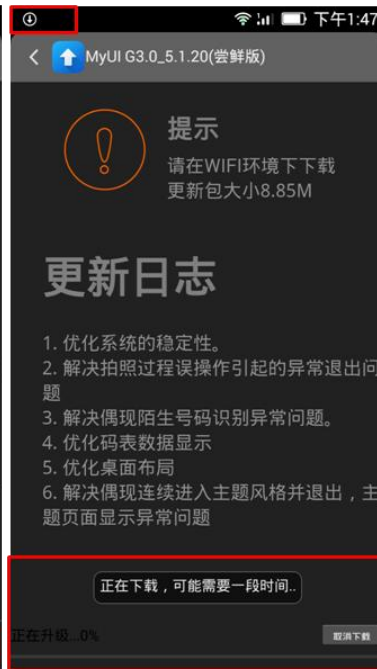 下午1:47
MyUI G3.0_5.1.20(尝鲜版)
提示
请在WIFI环境下下载
更新包大小8.85M
更新日志
1. 优化系统的稳定性。
2. 解决拍照过程误操作引起的异常退出问
题
3. 解决偶现陌生号码识别异常问题。
4. 优化码表数据显示
5. 优化桌面布局
6. 解决偶现连续进入主题风格并退出，主
题页面显示异常问题
正在下载，可能需要一段时间..
正在升级...0%
取消下载